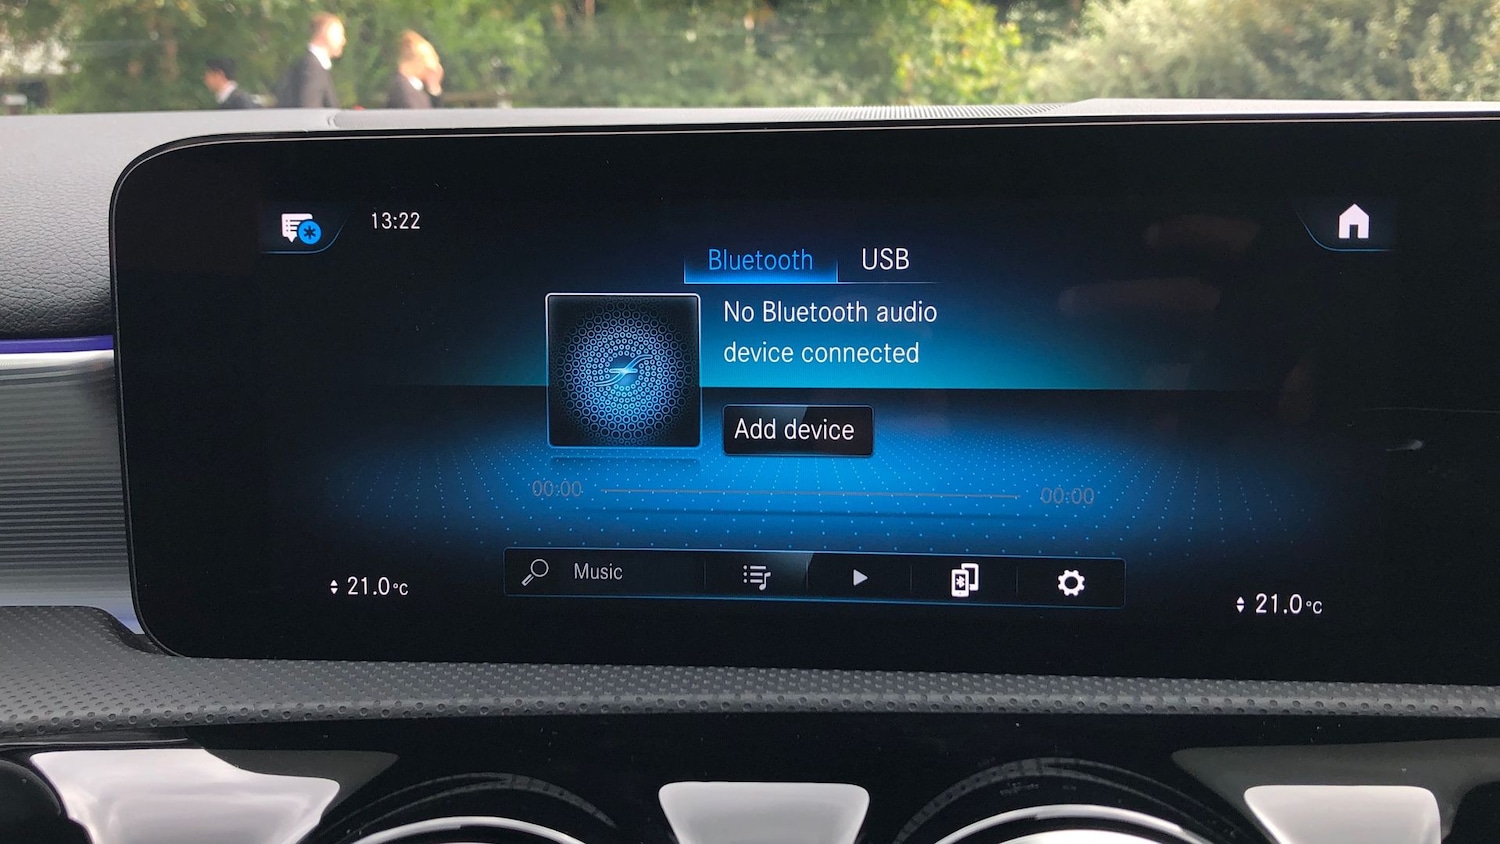 13:22
Bluetooth USB
No Bluetooth audio
device connected
Add device
00:00 00:00
Music
21.0°C 21.0°C